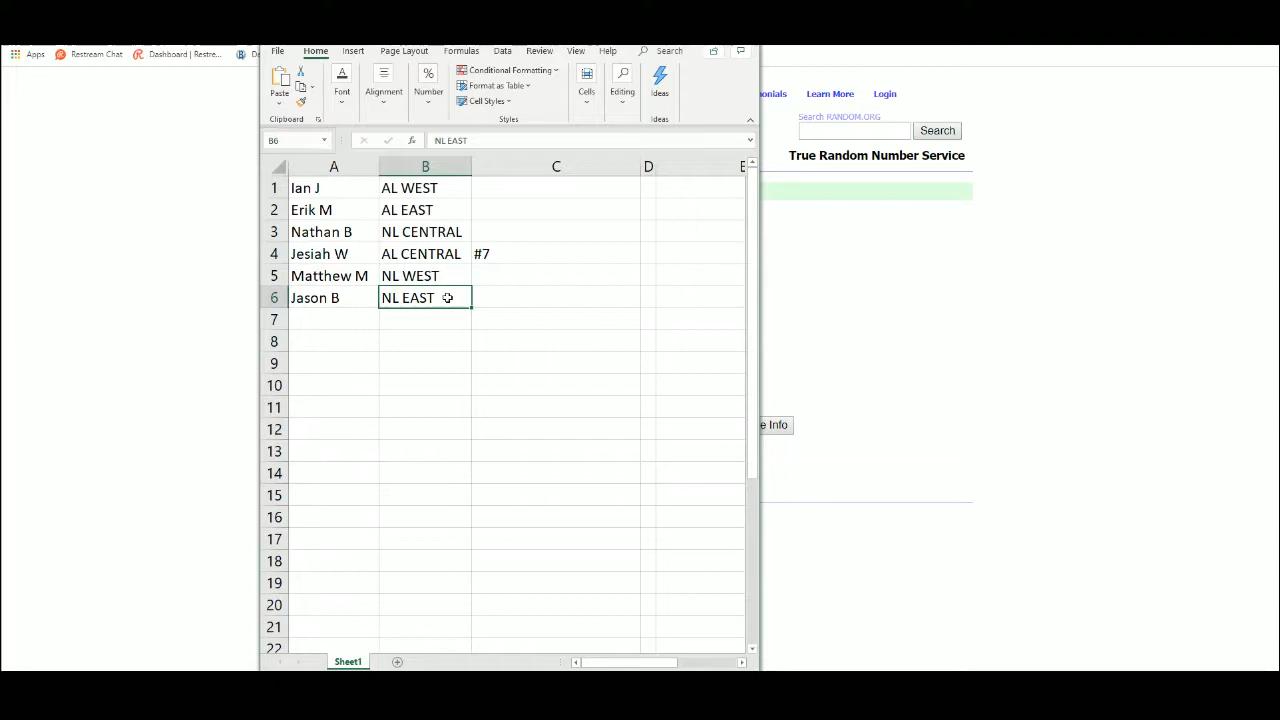 Apps Restream Chat Dashboard | Restre...
File Home Insert Page Layout Formulas Data Review View Help Search
Paste Font Alignment Number Conditional Formatting Format as Table Cell Styles Cells Editing Ideas
Clipboard Styles Ideas
B6 fx NL EAST
A B C D E
1 Ian J AL WEST
2 Erik M AL EAST
3 Nathan B NL CENTRAL
4 Jesiah W AL CENTRAL #7
5 Matthew M NL WEST
6 Jason B NL EAST
7
8
9
10
11
12
13
14
15
16
17
18
19
20
21
22
Sheet1
onials Learn More Login
Search RANDOM.ORG
Search
True Random Number Service
e Info